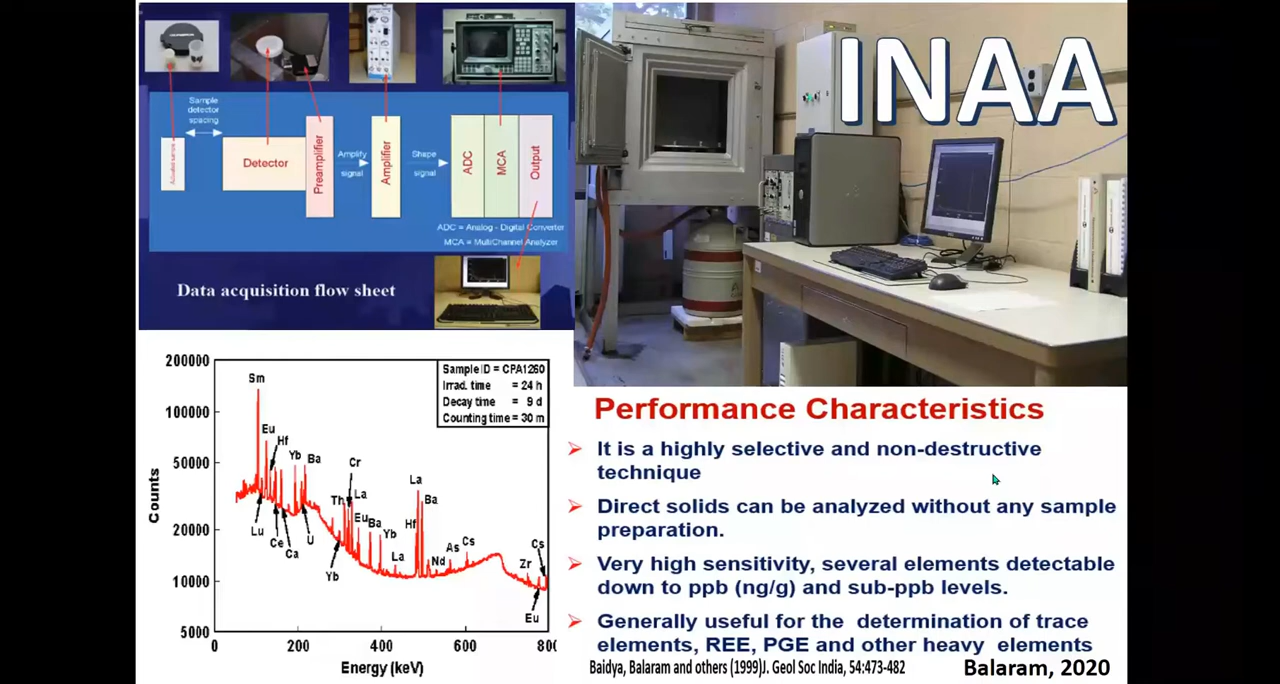 INAA
Sample
detector
spacing
Activated sample
Detector
Preamplifier
Amplify
signal
Amplifier
Shape
signal
ADC
MCA
Output
ADC = Analog - Digital Converter
MCA = MultiChannel Analyzer
Data acquisition flow sheet
200000
100000
50000
20000
10000
5000
Counts
Sample ID = CPA1260
Irrad. time = 24 h
Decay time = 9 d
Counting time = 30 m
Sm
Eu
Hf
Yb
Ba
Lu
Ce
Ca
U
Th
Cr
La
Eu
Ba
Yb
Yb
La
La
Ba
Hf
Nd
As
Cs
Zr
Cs
Eu
0
200
400
600
Energy (keV)
Performance Characteristics
It is a highly selective and non-destructive
technique
Direct solids can be analyzed without any sample
preparation.
Very high sensitivity, several elements detectable
down to ppb (ng/g) and sub-ppb levels.
Generally useful for the determination of trace
elements, REE, PGE and other heavy elements
Baidya, Balaram and others (1999)J. Geol Soc India, 54:473-482
Balaram, 2020